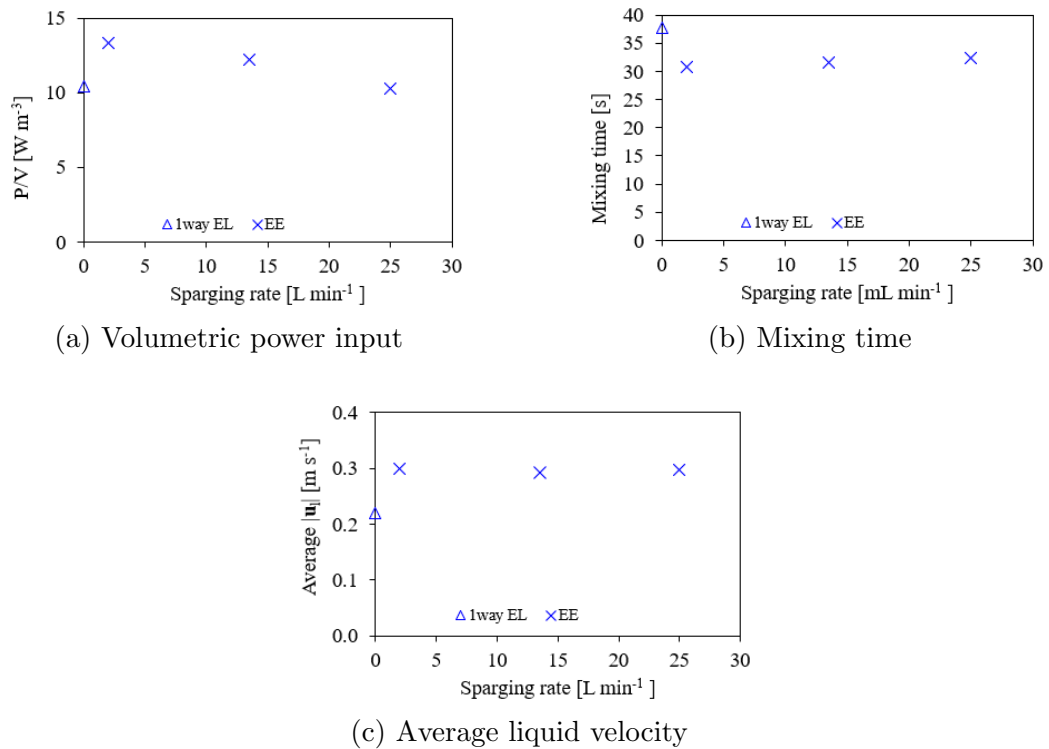 15
10
5
0
P/V [W m⁻³]
1way EL EE
0 5 10 15 20 25 30
Sparging rate [L min⁻¹ ]
(a) Volumetric power input
40
35
30
25
20
15
10
5
0
Mixing time [s]
1way EL EE
0 5 10 15 20 25 30
Sparging rate [mL min⁻¹ ]
(b) Mixing time
0.4
0.3
0.2
0.1
0.0
Average |uₗ| [m s⁻¹]
1way EL EE
0 5 10 15 20 25 30
Sparging rate [L min⁻¹ ]
(c) Average liquid velocity